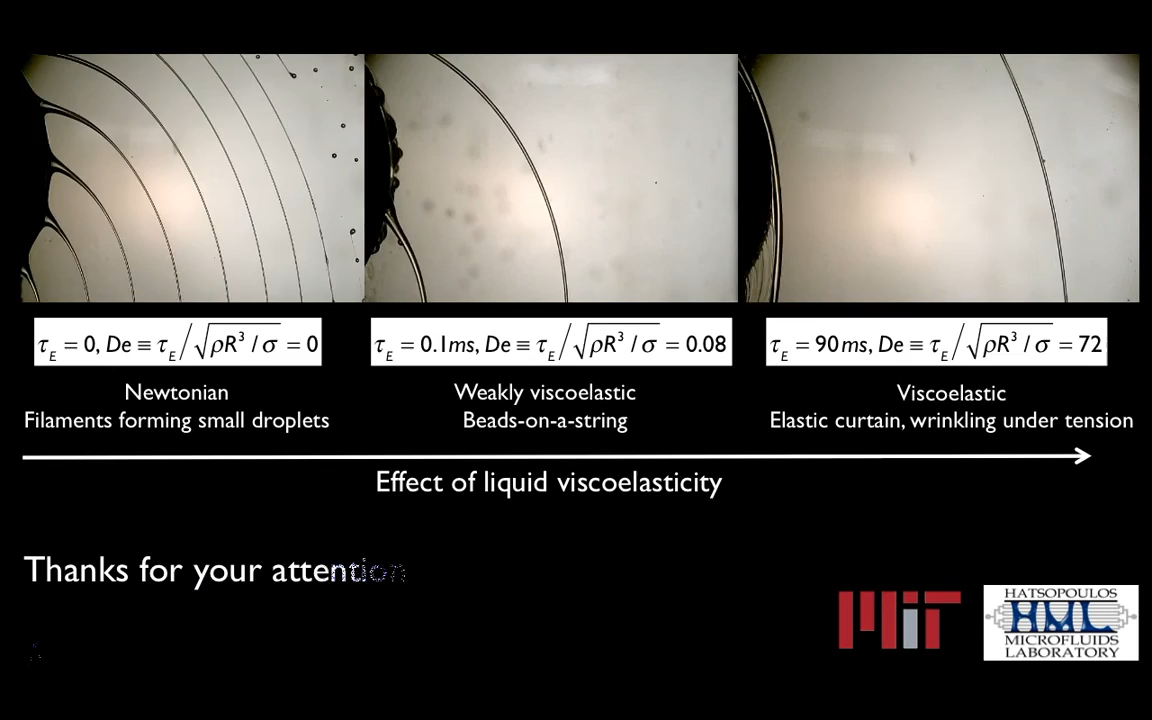 τ_E = 0, De ≡ τ_E / √ρR³ / σ = 0
τ_E = 0.1ms, De ≡ τ_E / √ρR³ / σ = 0.08
τ_E = 90ms, De ≡ τ_E / √ρR³ / σ = 72
Newtonian
Filaments forming small droplets
Weakly viscoelastic
Beads-on-a-string
Viscoelastic
Elastic curtain, wrinkling under tension
Effect of liquid viscoelasticity
Thanks for your attention
MIT
HATSOPOULOS
HML
MICROFLUIDS
LABORATORY